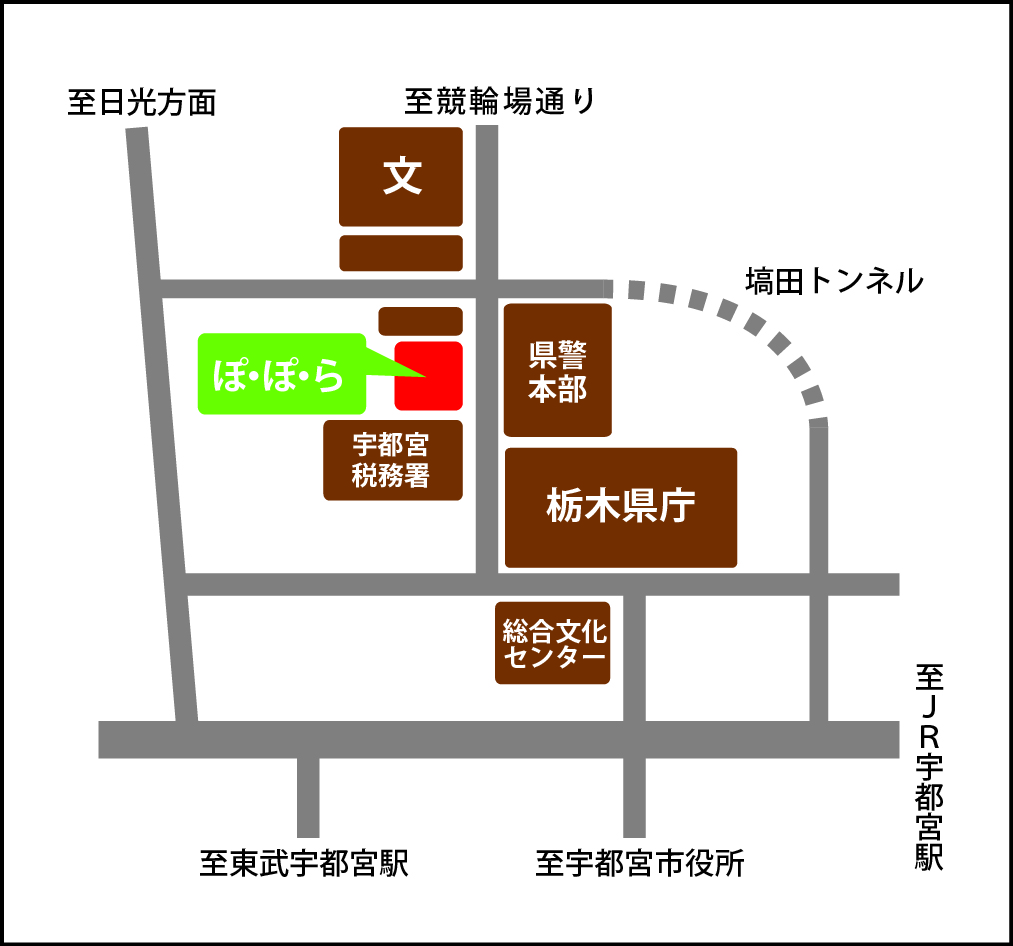 至日光方面
至競輪場通り
文
塙田トンネル
県警
本部
ぽ・ぽ・ら
宇都宮
税務署
栃木県庁
総合文化
センター
至ＪＲ宇都宮駅
至東武宇都宮駅
至宇都宮市役所